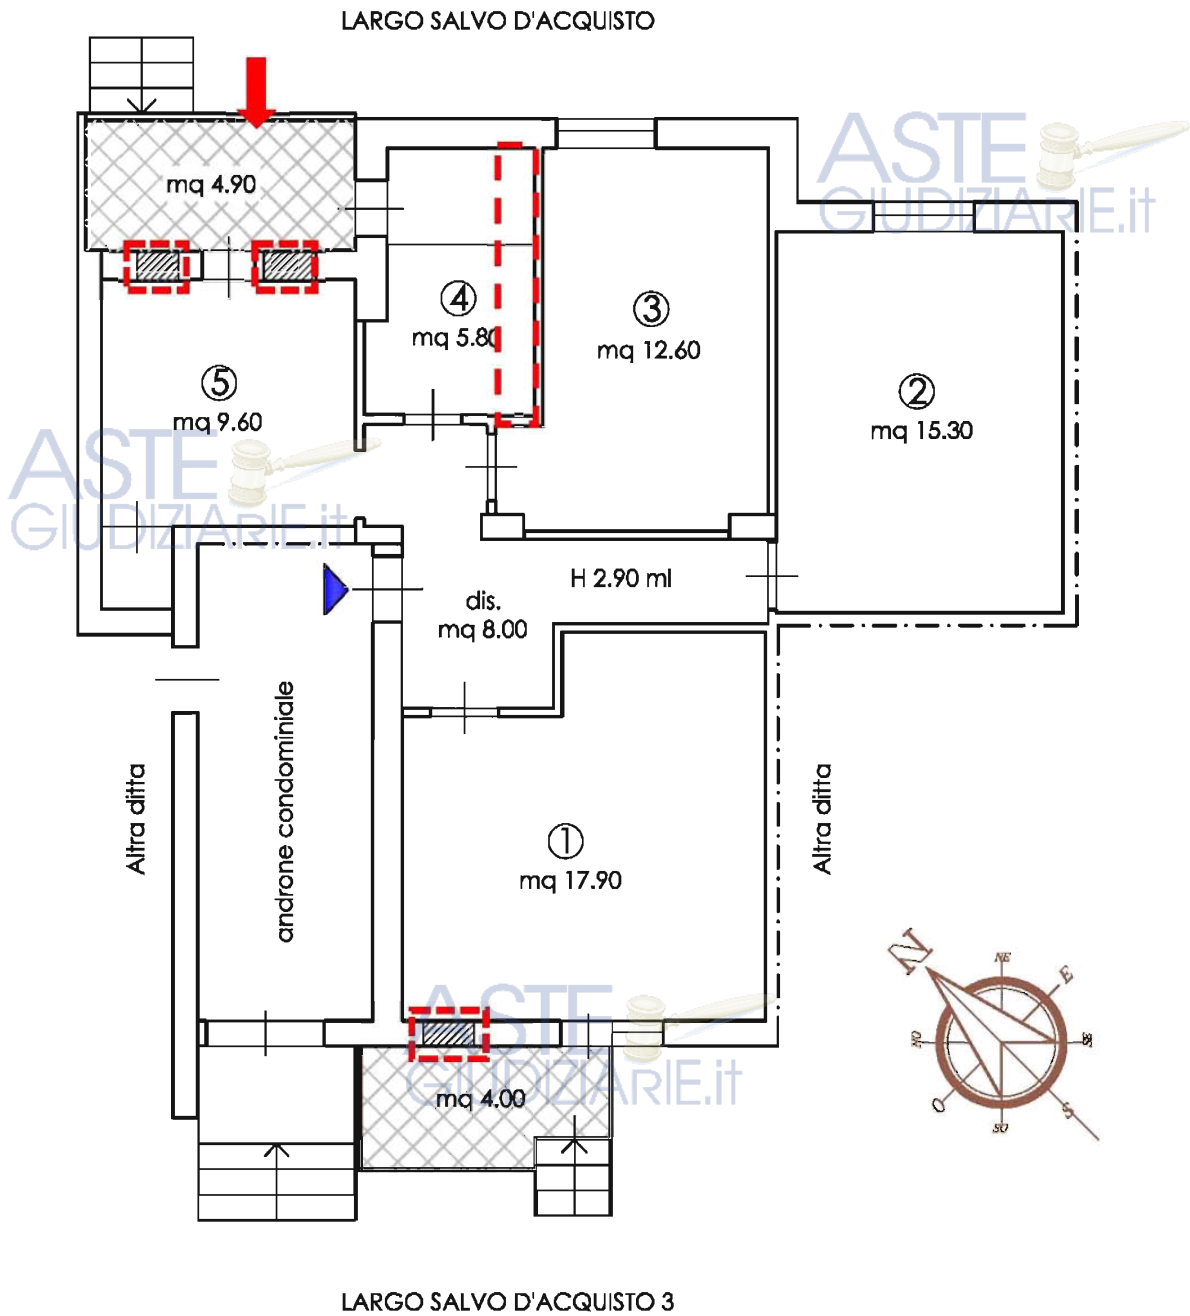 LARGO SALVO D'ACQUISTO
ASTE
GIUDIZIARIE.it
mq 4.90
4
mq 5.80
3
mq 12.60
5
mq 9.60
2
mq 15.30
ASTE
GIUDIZIARIE.it
H 2.90 ml
dis.
mq 8.00
androne condominiale
Altra ditta
Altra ditta
1
mq 17.90
N
NE
E
NO
SE
O
S
SO
ASTE
GIUDIZIARIE.it
mq 4.00
LARGO SALVO D'ACQUISTO 3